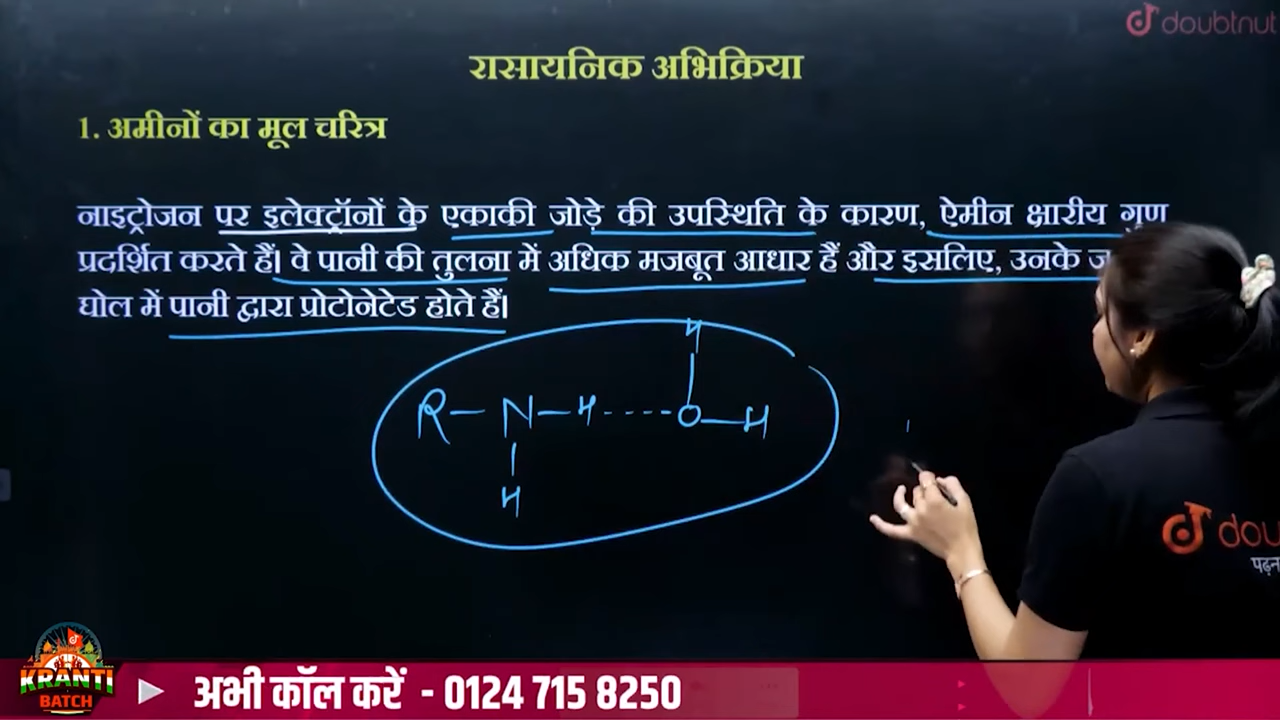 doubtnut
रासायनिक अभिक्रिया
1. अमीनों का मूल चरित्र
नाइट्रोजन पर इलेक्ट्रॉनों के एकाकी जोड़े की उपस्थिति के कारण, ऐमीन क्षारीय गुण
प्रदर्शित करते हैं। वे पानी की तुलना में अधिक मजबूत आधार हैं और इसलिए, उनके
घोल में पानी द्वारा प्रोटोनेटेड होते हैं।
H
R – N – H ---- O – H
H
dou
KRANTI
BATCH
अभी कॉल करें - 0124 715 8250